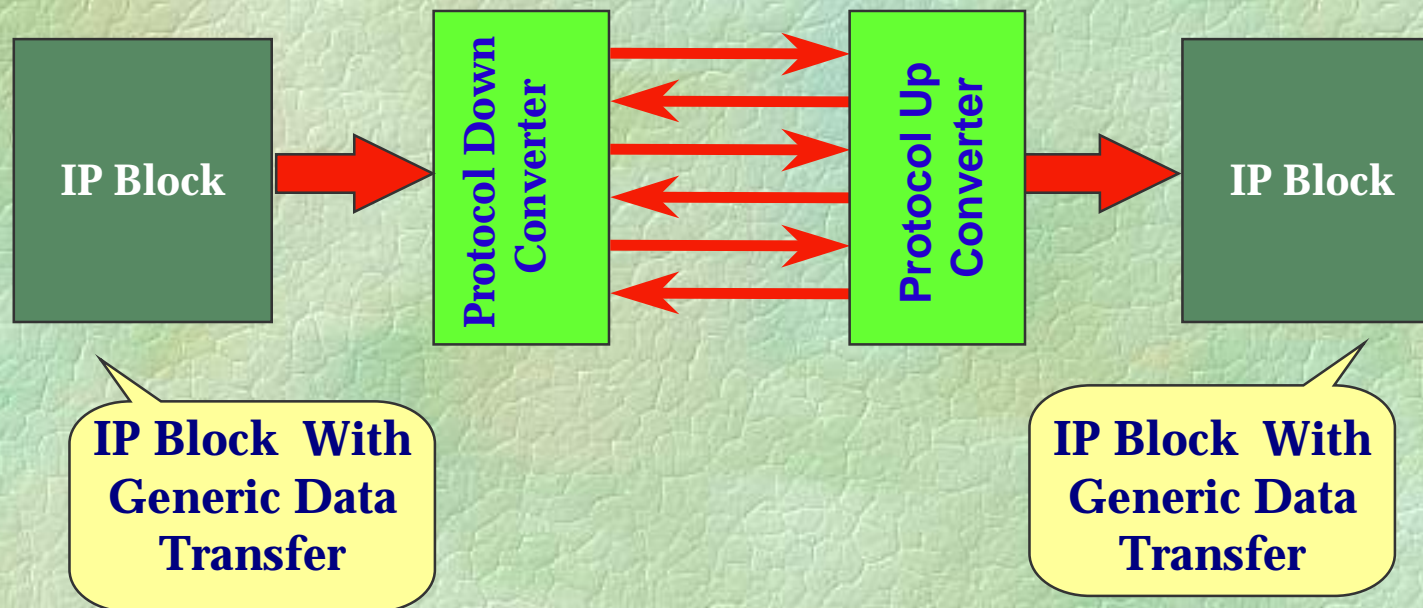 IP Block
Protocol Down
Converter
Protocol Up
Converter
IP Block
IP Block With
Generic Data
Transfer
IP Block With
Generic Data
Transfer